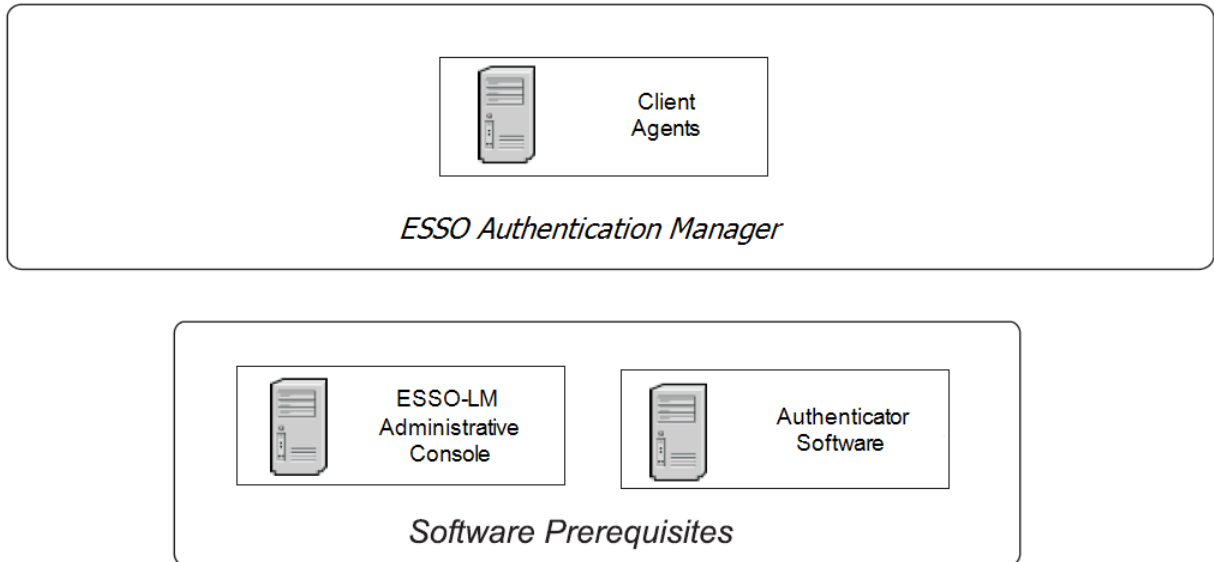 Client
Agents
ESSO Authentication Manager
ESSO-LM
Administrative
Console
Authenticator
Software
Software Prerequisites